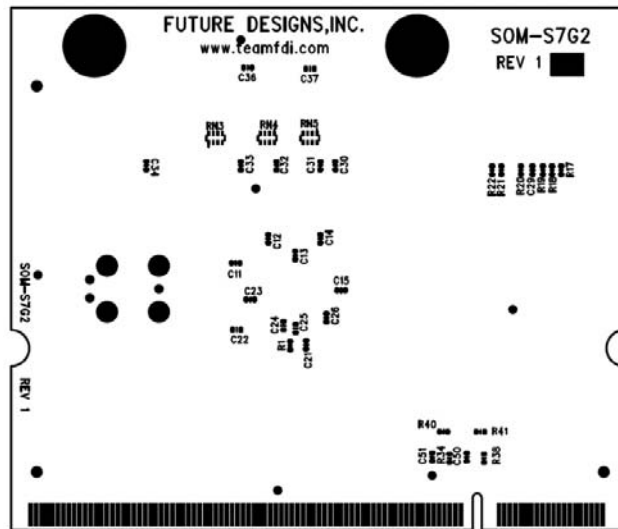 FUTURE DESIGNS,INC.
www.teamfdi.com
SOM-S7G2
REV 1
C36
C37
RN3
RN4
RN5
C34
C33
C32
C31
C30
R22
R21
R20
C29
R19
R18
R17
C12
C14
C13
C11
C15
C23
SOM-S7G2
C24
C25
C26
C22
R1
C21
REV 1
R40
R41
C51
R34
C50
R38